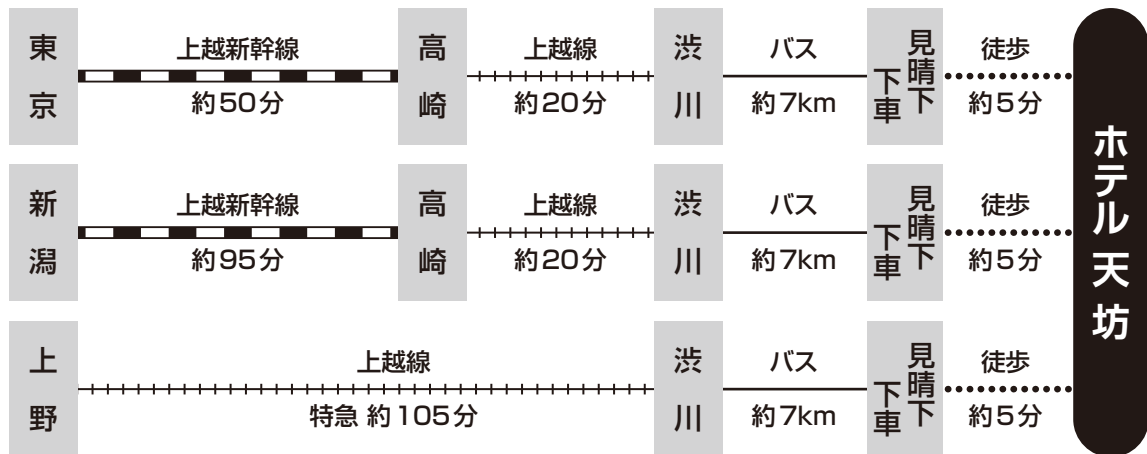 東京
上越新幹線
約50分
高崎
上越線
約20分
渋川
バス
約7km
見晴下
下車
徒歩
約5分
新潟
上越新幹線
約95分
高崎
上越線
約20分
渋川
バス
約7km
見晴下
下車
徒歩
約5分
上野
上越線
特急 約105分
渋川
バス
約7km
見晴下
下車
徒歩
約5分
ホテル 天坊